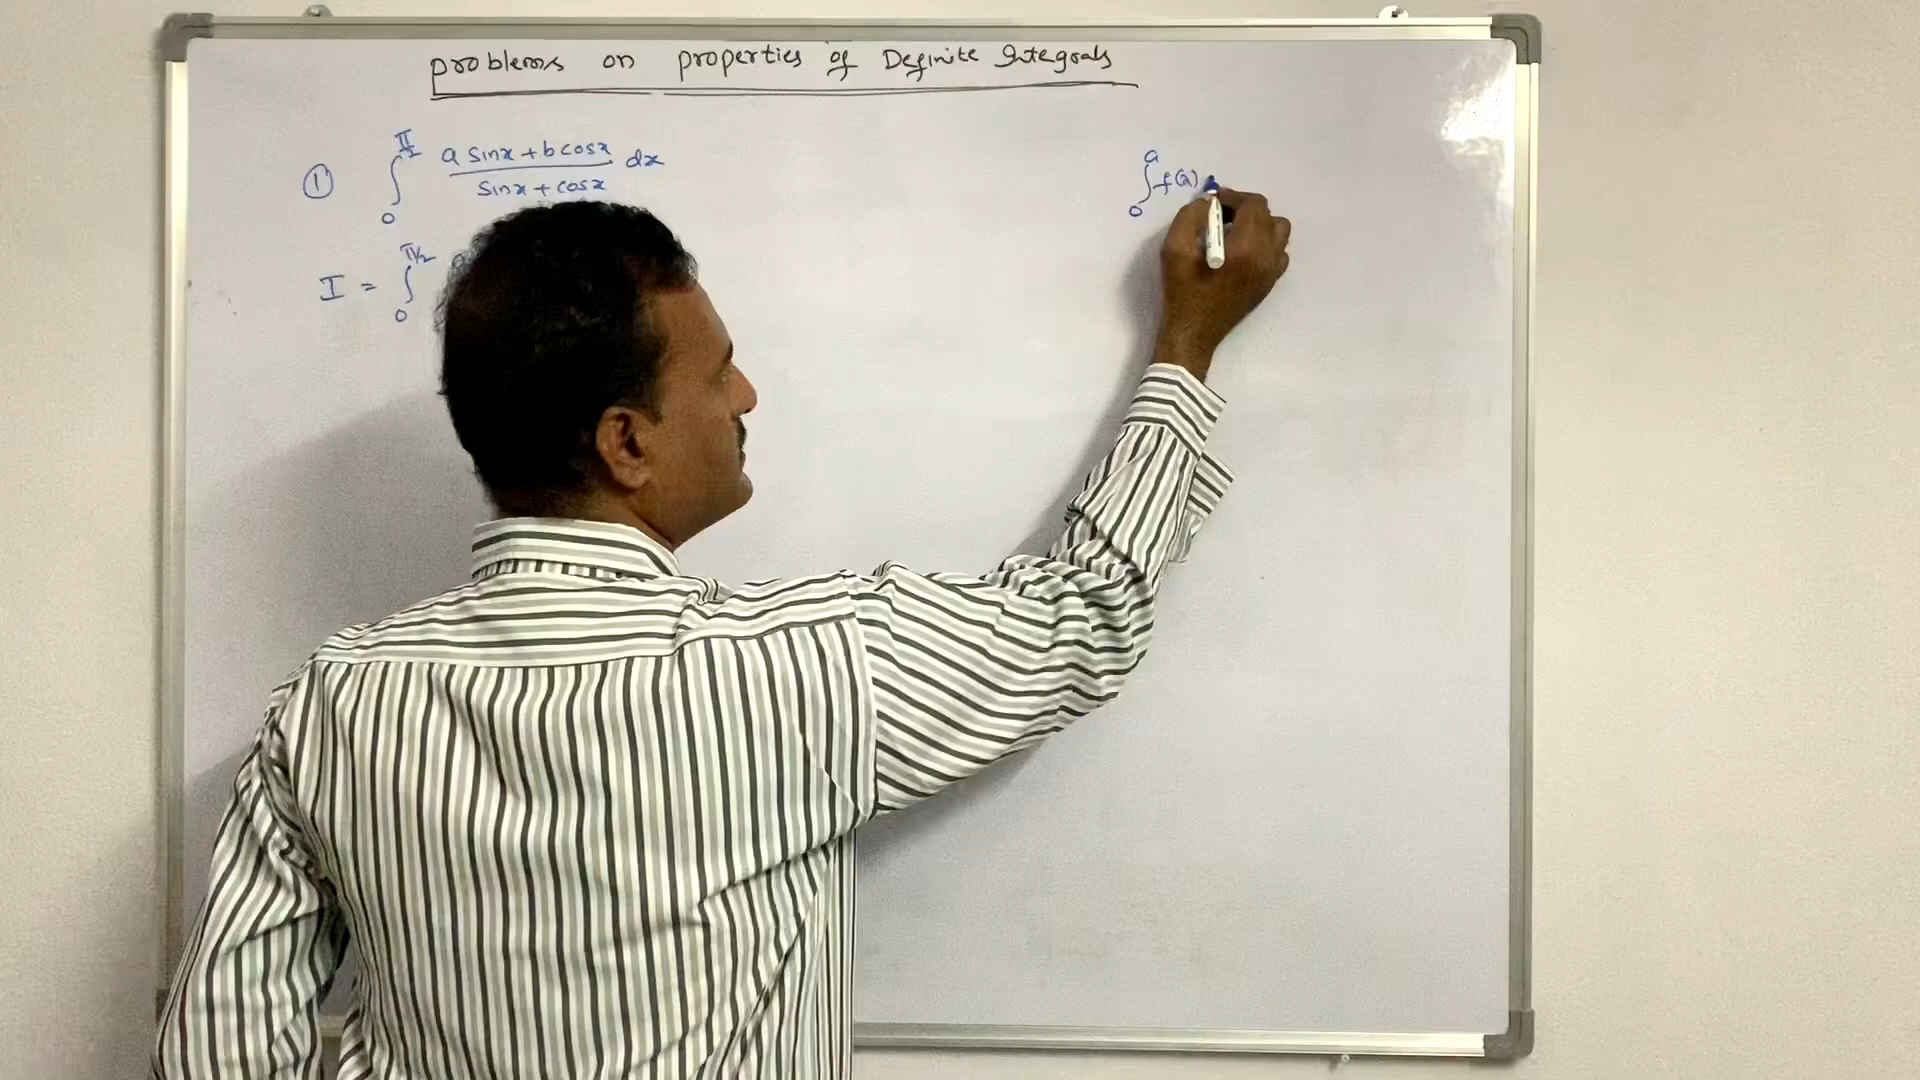 problems on properties of Definite Integrals
① ∫₀^{π/2} (a sinx + b cosx)/(sinx + cosx) dx
I = ∫₀^{π/2} a
∫₀^a f(x)